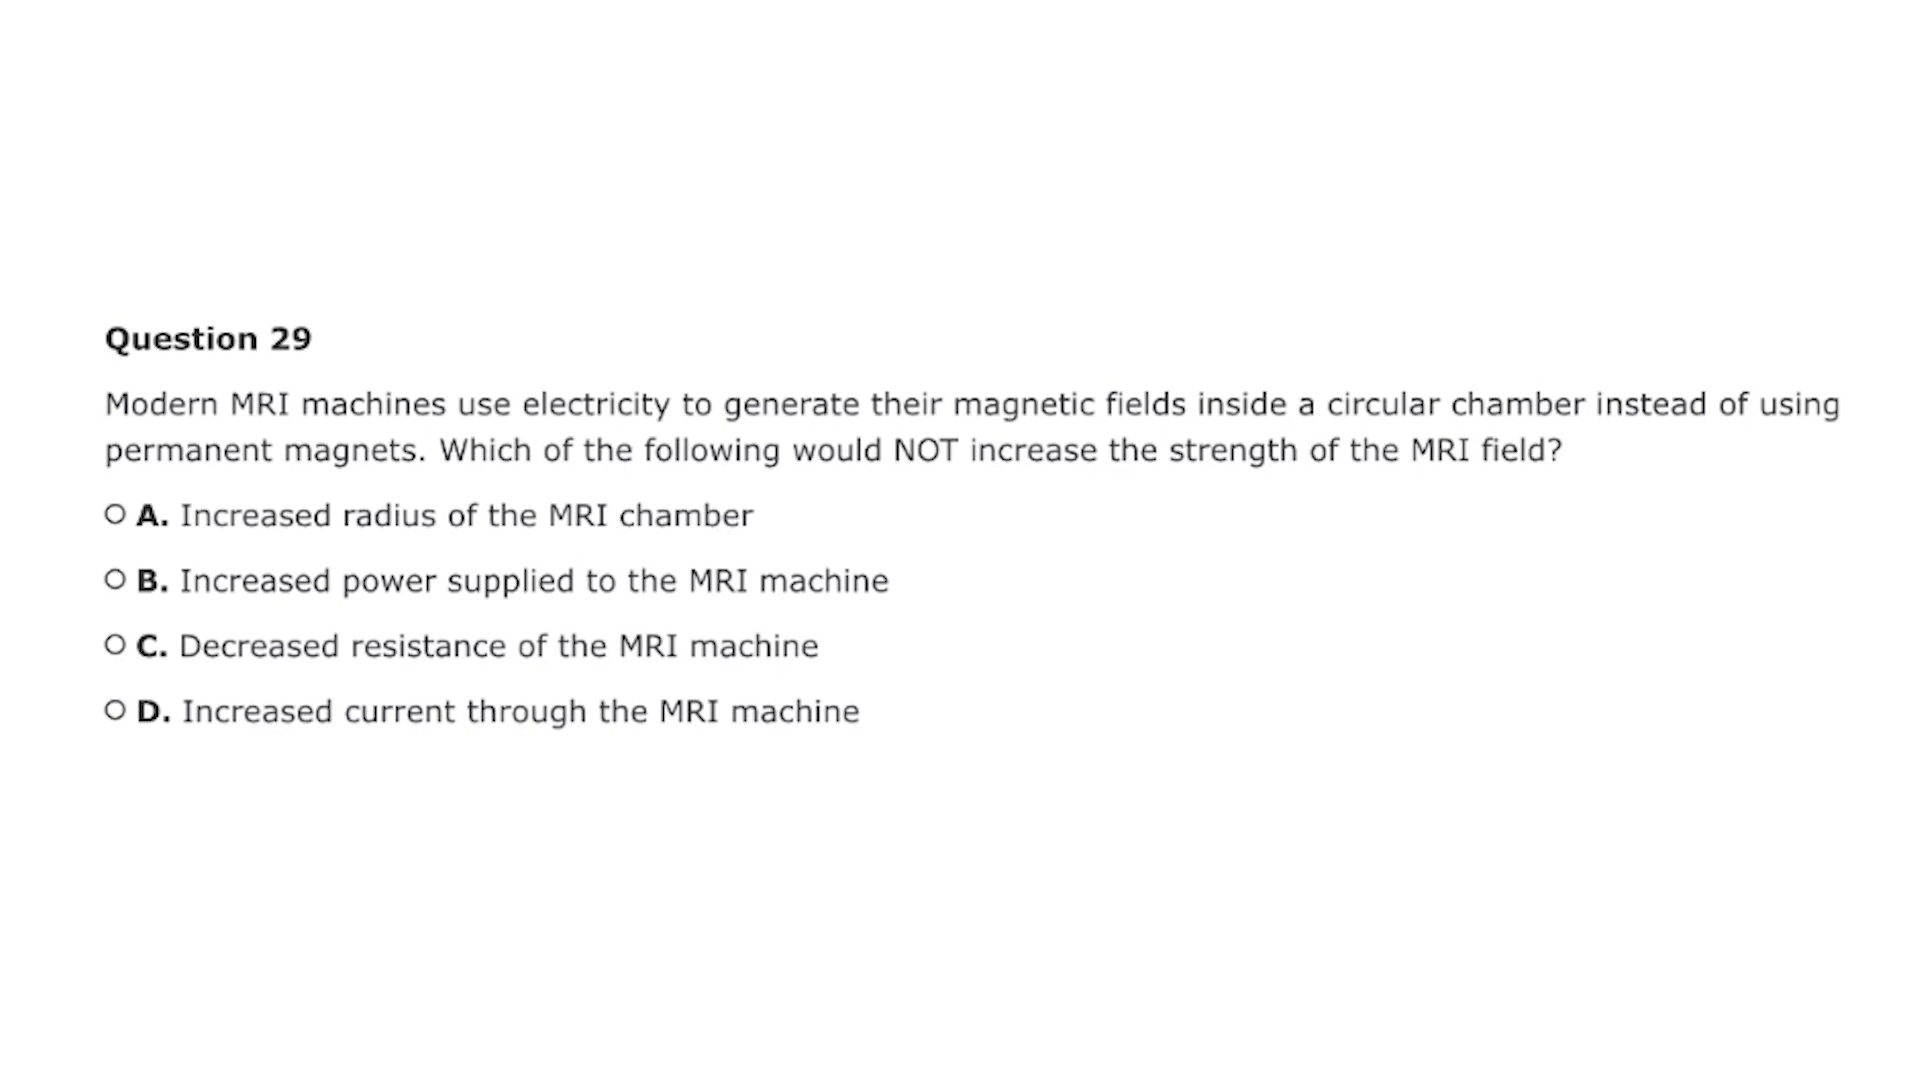 Question 29
Modern MRI machines use electricity to generate their magnetic fields inside a circular chamber instead of using
permanent magnets. Which of the following would NOT increase the strength of the MRI field?
A. Increased radius of the MRI chamber
B. Increased power supplied to the MRI machine
C. Decreased resistance of the MRI machine
D. Increased current through the MRI machine